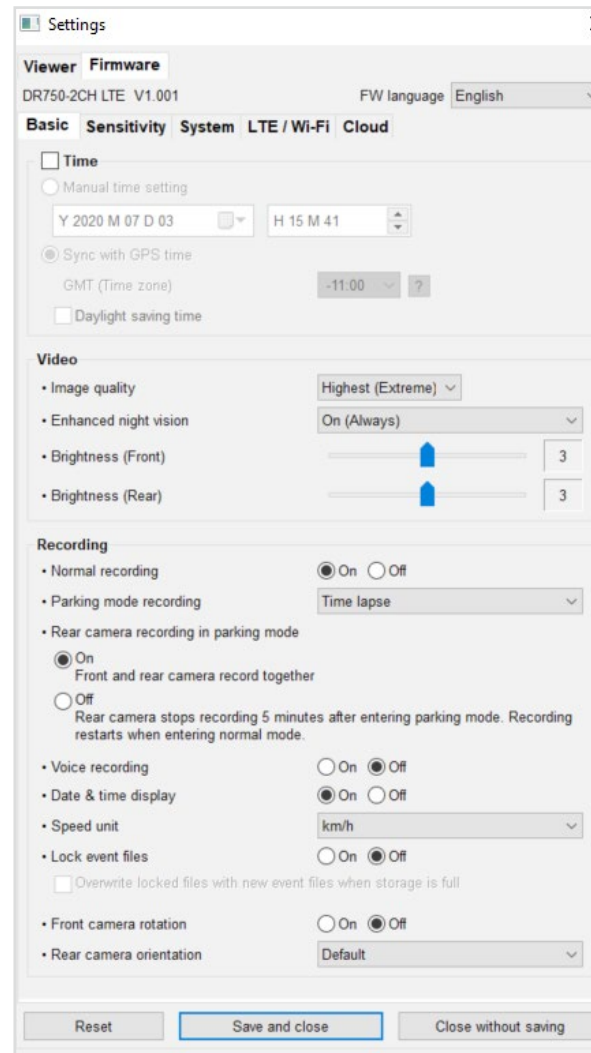 Settings
Viewer Firmware
DR750-2CH LTE V1.001 FW language English
Basic Sensitivity System LTE / Wi-Fi Cloud
Time
Manual time setting
Y 2020 M 07 D 03 H 15 M 41
Sync with GPS time
GMT (Time zone) -11:00 ?
Daylight saving time
Video
• Image quality Highest (Extreme)
• Enhanced night vision On (Always)
• Brightness (Front) 3
• Brightness (Rear) 3
Recording
• Normal recording On Off
• Parking mode recording Time lapse
• Rear camera recording in parking mode
On
Front and rear camera record together
Off
Rear camera stops recording 5 minutes after entering parking mode. Recording
restarts when entering normal mode.
• Voice recording On Off
• Date & time display On Off
• Speed unit km/h
• Lock event files On Off
Overwrite locked files with new event files when storage is full
• Front camera rotation On Off
• Rear camera orientation Default
Reset Save and close Close without saving